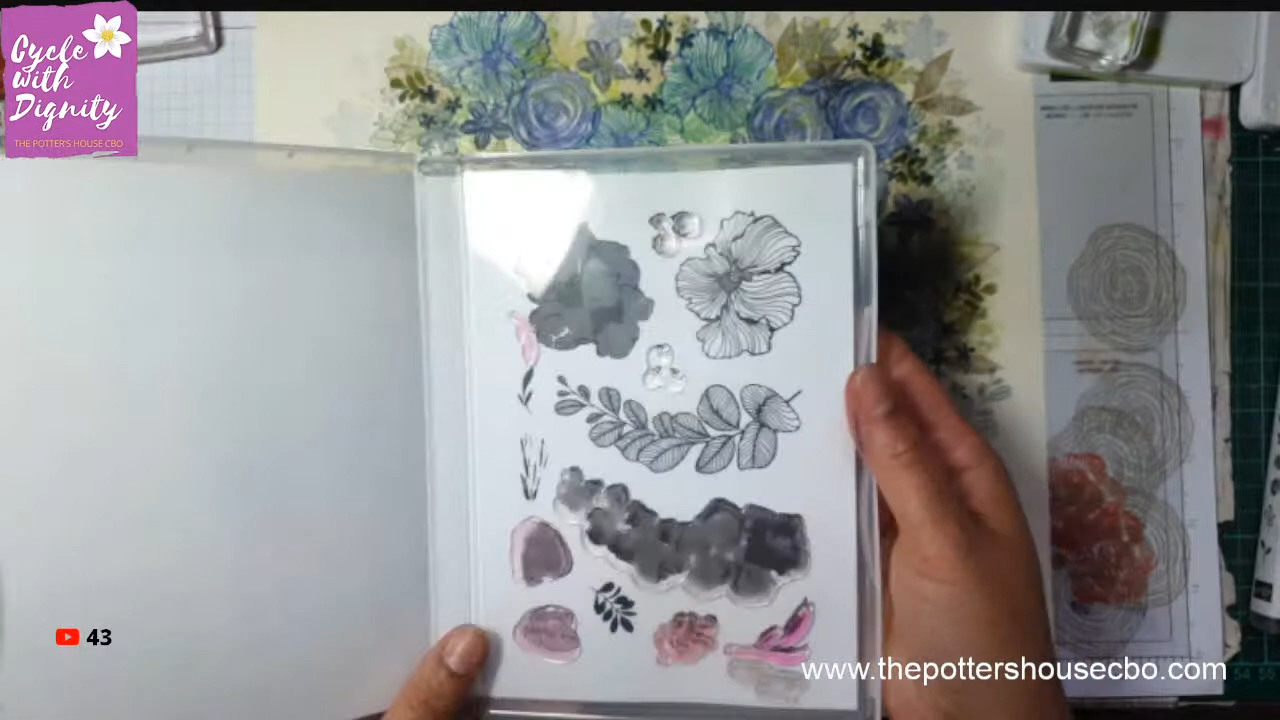 Cycle
with
Dignity
THE POTTER'S HOUSE CBO
43
www.thepottershousecbo.com